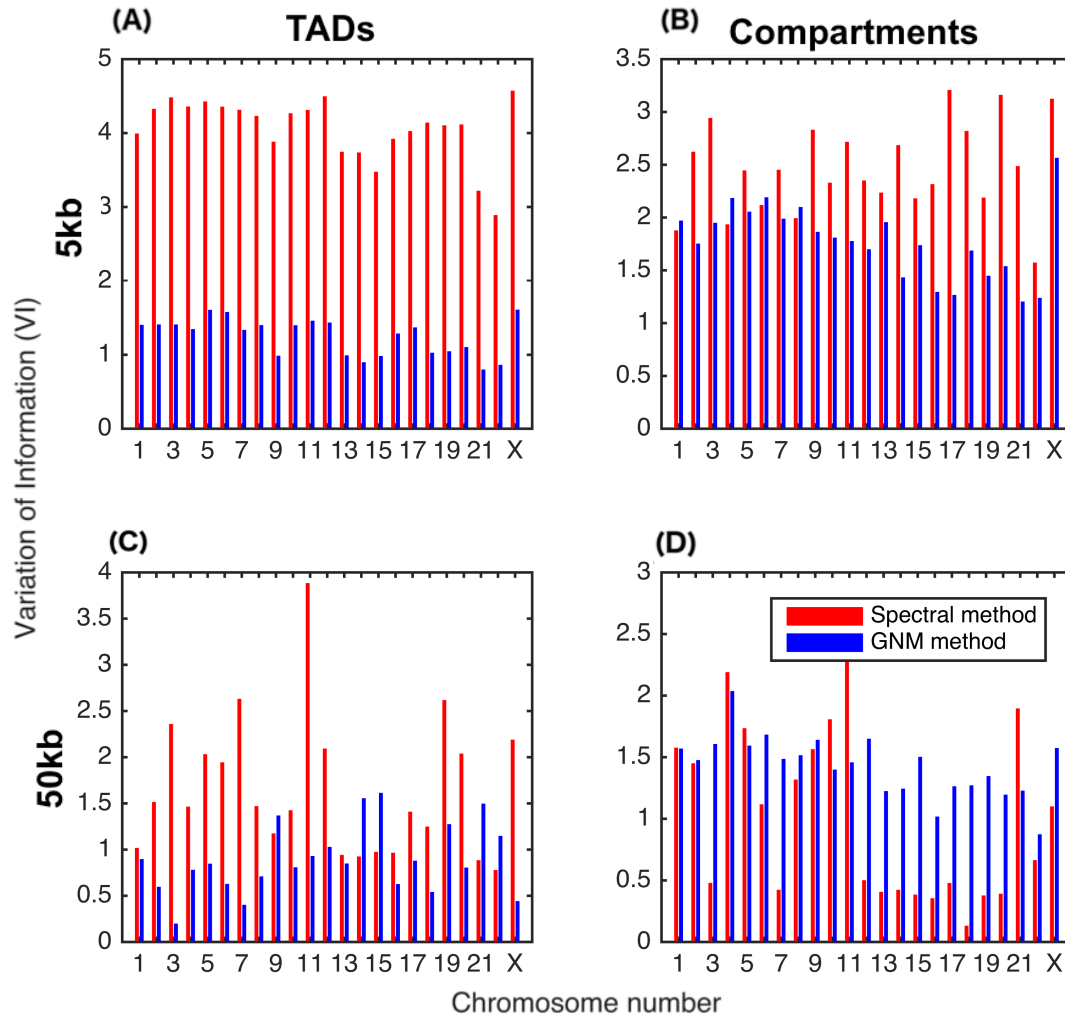 (A) TADs
(B) Compartments
5
4
3
2
1
0
3.5
3
2.5
2
1.5
1
0.5
0
5kb
1 3 5 7 9 11 13 15 17 19 21 X
1 3 5 7 9 11 13 15 17 19 21 X
Variation of Information (VI)
(C)
(D)
4
3.5
3
2.5
2
1.5
1
0.5
0
3
2.5
2
1.5
1
0.5
0
Spectral method
GNM method
50kb
1 3 5 7 9 11 13 15 17 19 21 X
1 3 5 7 9 11 13 15 17 19 21 X
Chromosome number